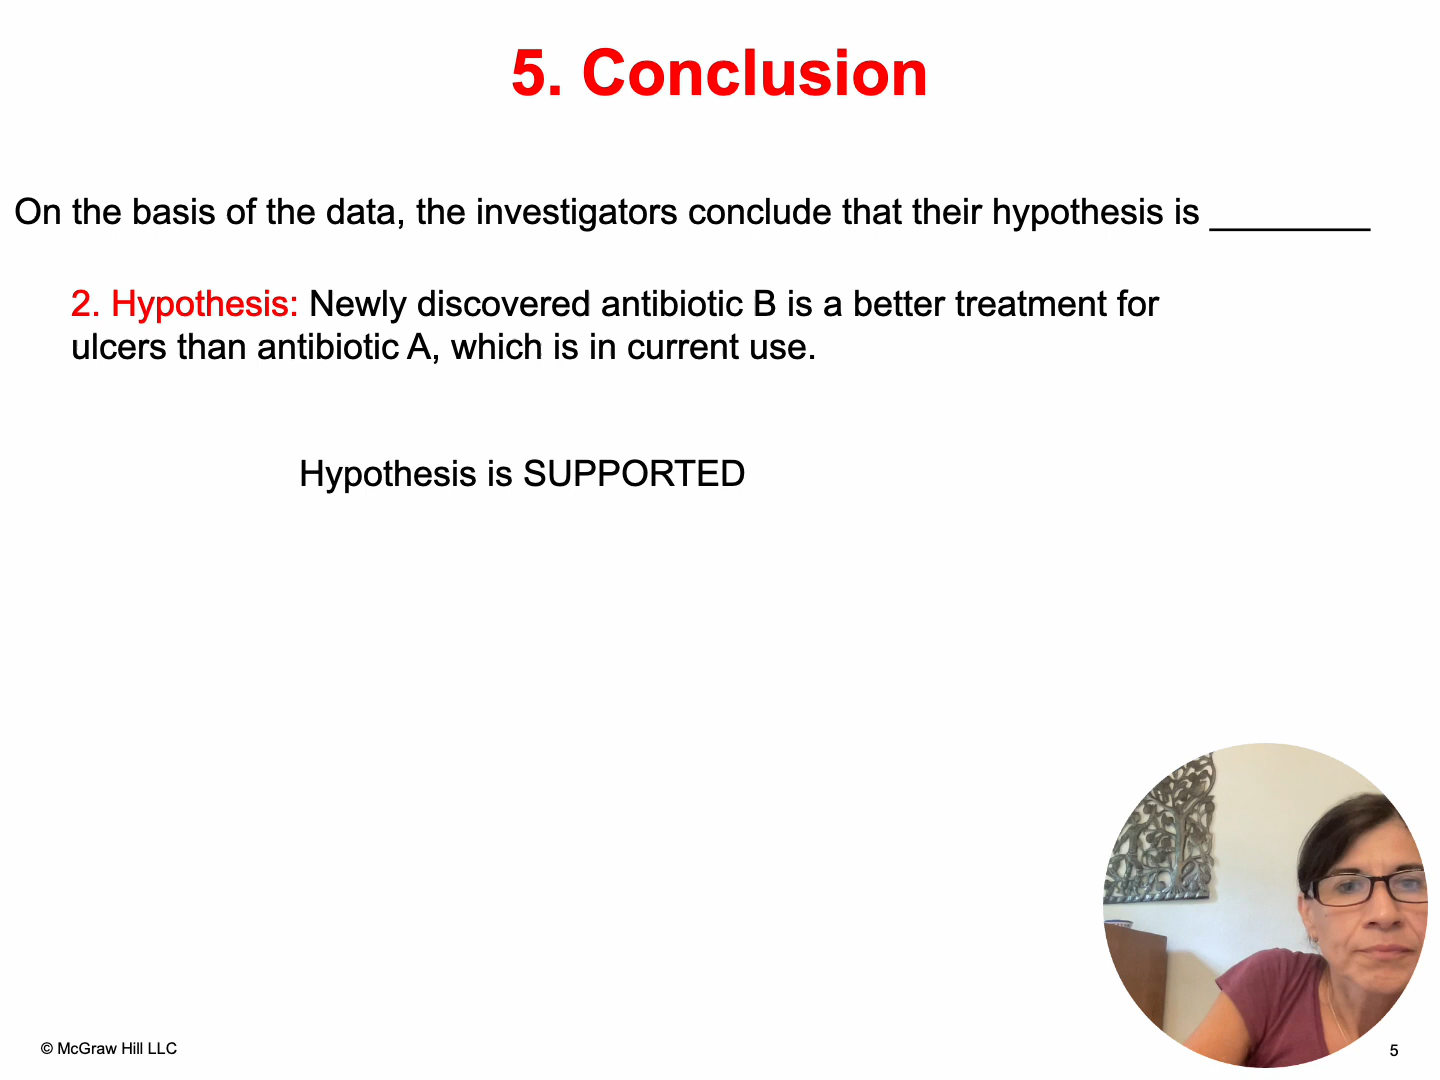 5. Conclusion
On the basis of the data, the investigators conclude that their hypothesis is ________
2. Hypothesis: Newly discovered antibiotic B is a better treatment for
ulcers than antibiotic A, which is in current use.
Hypothesis is SUPPORTED
© McGraw Hill LLC
5